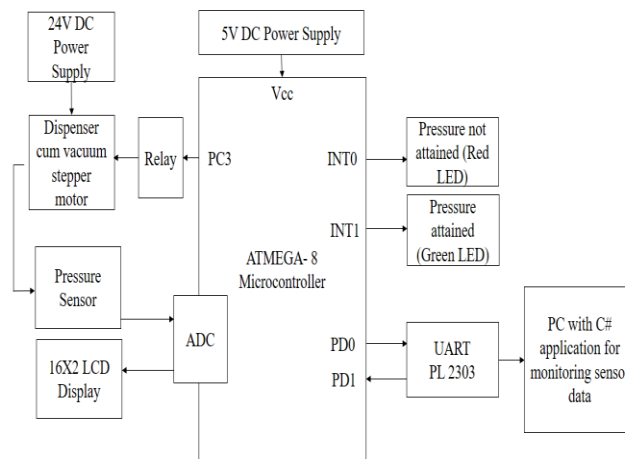 24V DC
Power
Supply
5V DC Power Supply
Vcc
Dispenser
cum vacuum
stepper
motor
Relay
PC3
INT0
Pressure not
attained (Red
LED)
INT1
Pressure
attained
(Green LED)
ATMEGA- 8
Microcontroller
Pressure
Sensor
ADC
16X2 LCD
Display
PD0
PD1
UART
PL 2303
PC with C#
application for
monitoring senso
data